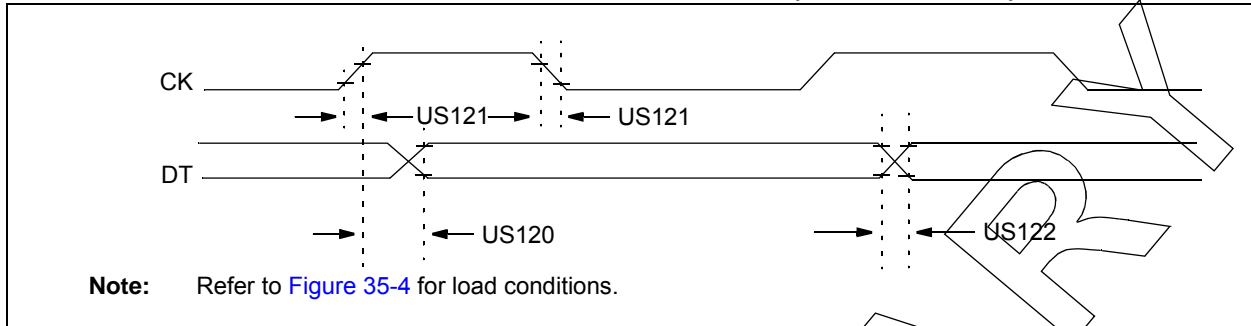 CK
US121
US121
DT
US120
US122
Note: Refer to Figure 35-4 for load conditions.